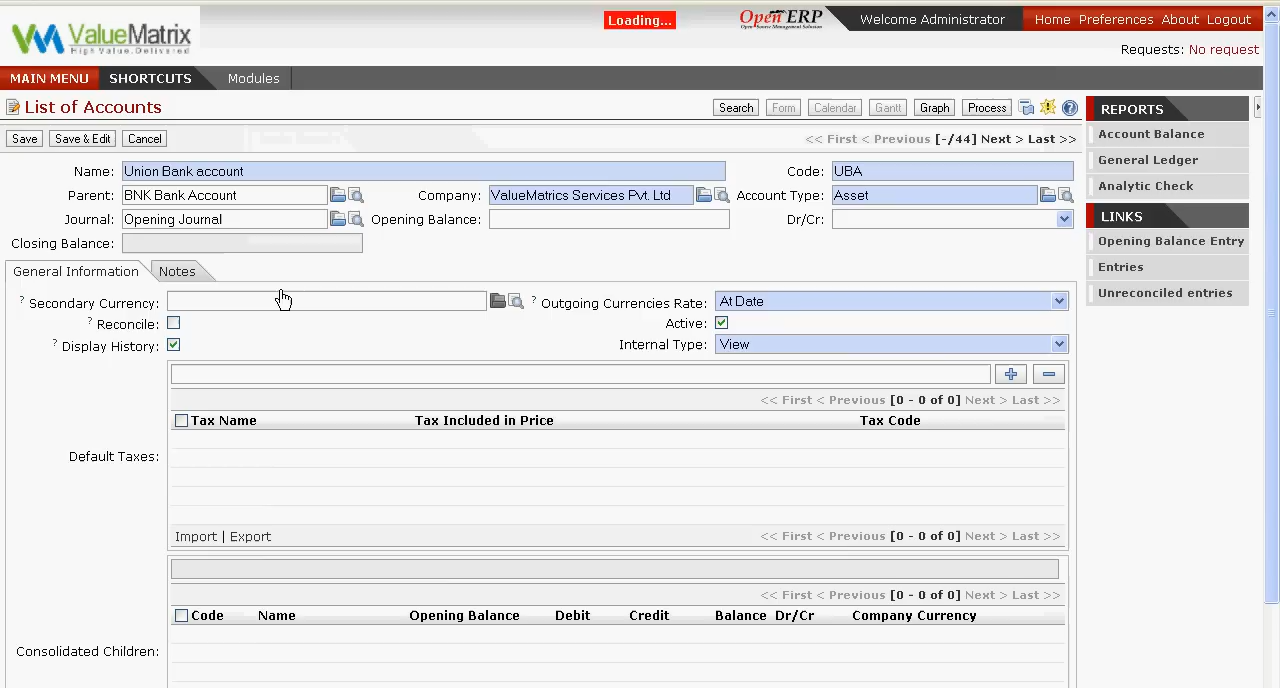 ValueMatrix
High Value. Delivered
Loading...
Open ERP
Open Source Management Solution
Welcome Administrator
Home Preferences About Logout
Requests: No request
MAIN MENU SHORTCUTS Modules
List of Accounts
Search Form Calendar Gantt Graph Process
Save Save & Edit Cancel
<< First < Previous [-/44] Next > Last >>
Name: Union Bank account Code: UBA
Parent: BNK Bank Account Company: ValueMatrics Services Pvt. Ltd Account Type: Asset
Journal: Opening Journal Opening Balance: Dr/Cr:
Closing Balance:
General Information Notes
? Secondary Currency: ? Outgoing Currencies Rate: At Date
? Reconcile: Active:
? Display History: Internal Type: View
<< First < Previous [0 - 0 of 0] Next > Last >>
Tax Name Tax Included in Price Tax Code
Default Taxes:
Import | Export << First < Previous [0 - 0 of 0] Next > Last >>
<< First < Previous [0 - 0 of 0] Next > Last >>
Code Name Opening Balance Debit Credit Balance Dr/Cr Company Currency
Consolidated Children:
REPORTS
Account Balance
General Ledger
Analytic Check
LINKS
Opening Balance Entry
Entries
Unreconciled entries